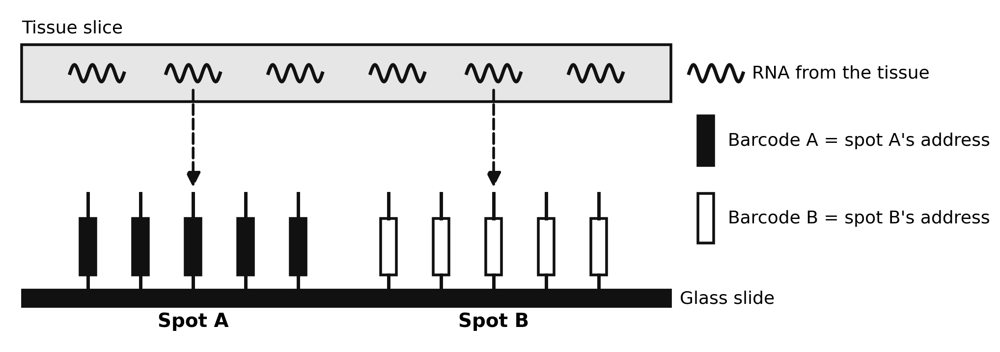 Tissue slice
RNA from the tissue
Barcode A = spot A's address
Barcode B = spot B's address
Glass slide
Spot A
Spot B